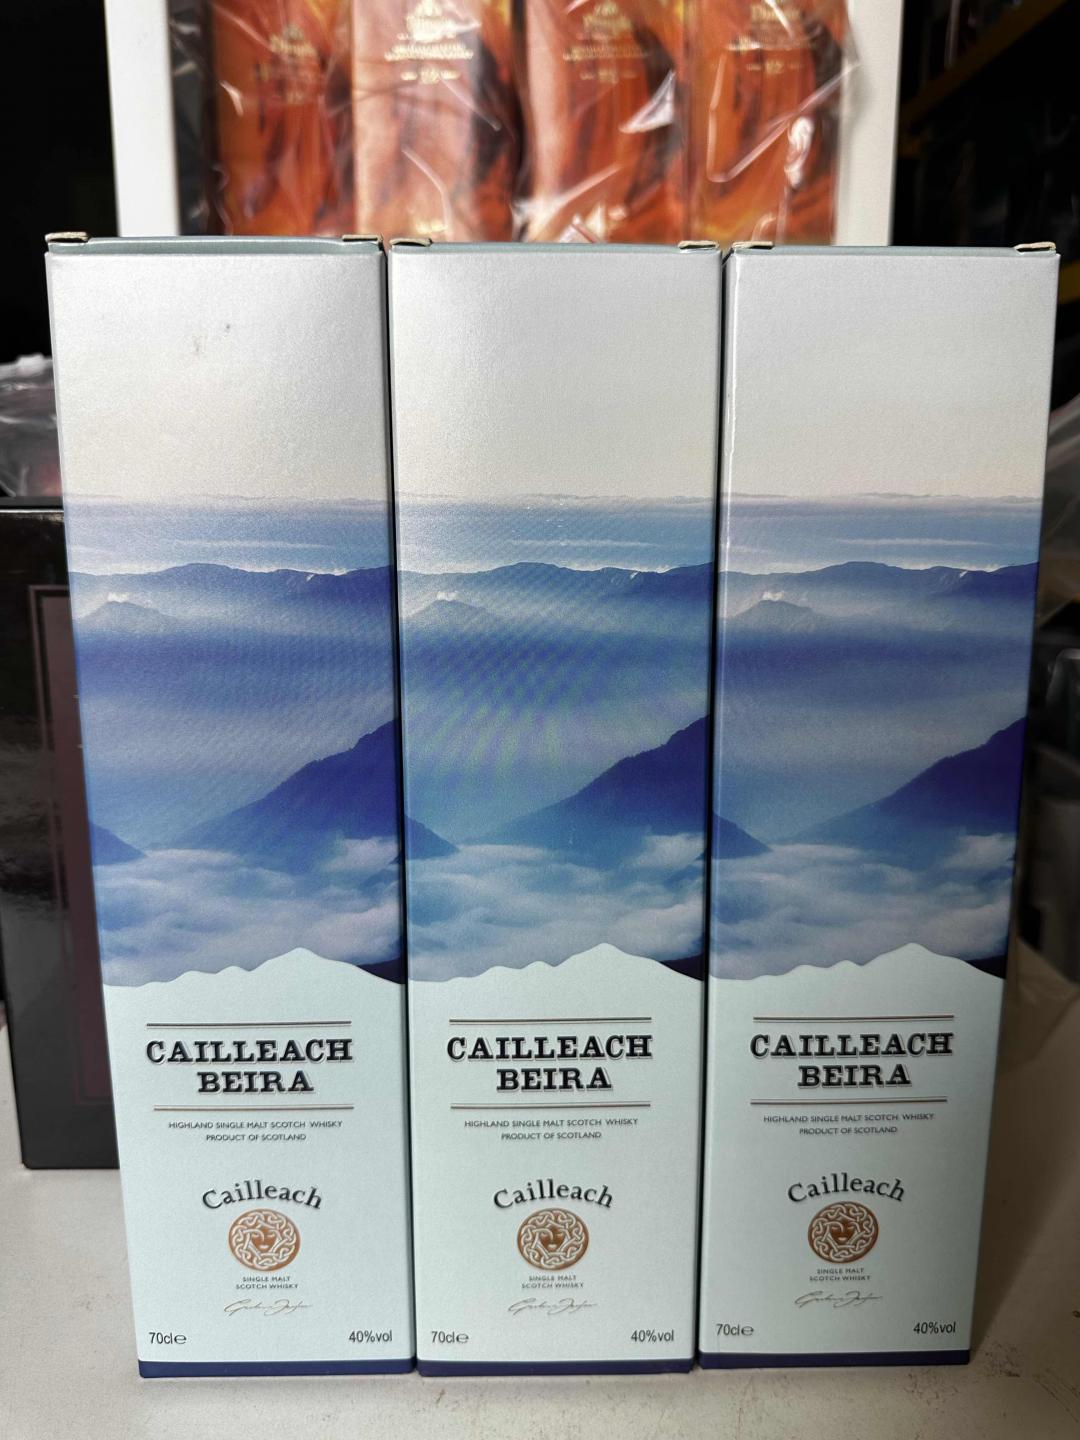 CAILLEACH
BEIRA
HIGHLAND SINGLE MALT SCOTCH WHISKY
PRODUCT OF SCOTLAND
Cailleach
SINGLE MALT
SCOTCH WHISKY
70cl℮
40%vol
CAILLEACH
BEIRA
HIGHLAND SINGLE MALT SCOTCH WHISKY
PRODUCT OF SCOTLAND
Cailleach
SINGLE MALT
SCOTCH WHISKY
70cl℮
40%vol
CAILLEACH
BEIRA
HIGHLAND SINGLE MALT SCOTCH WHISKY
PRODUCT OF SCOTLAND
Cailleach
SINGLE MALT
SCOTCH WHISKY
70cl℮
40%vol